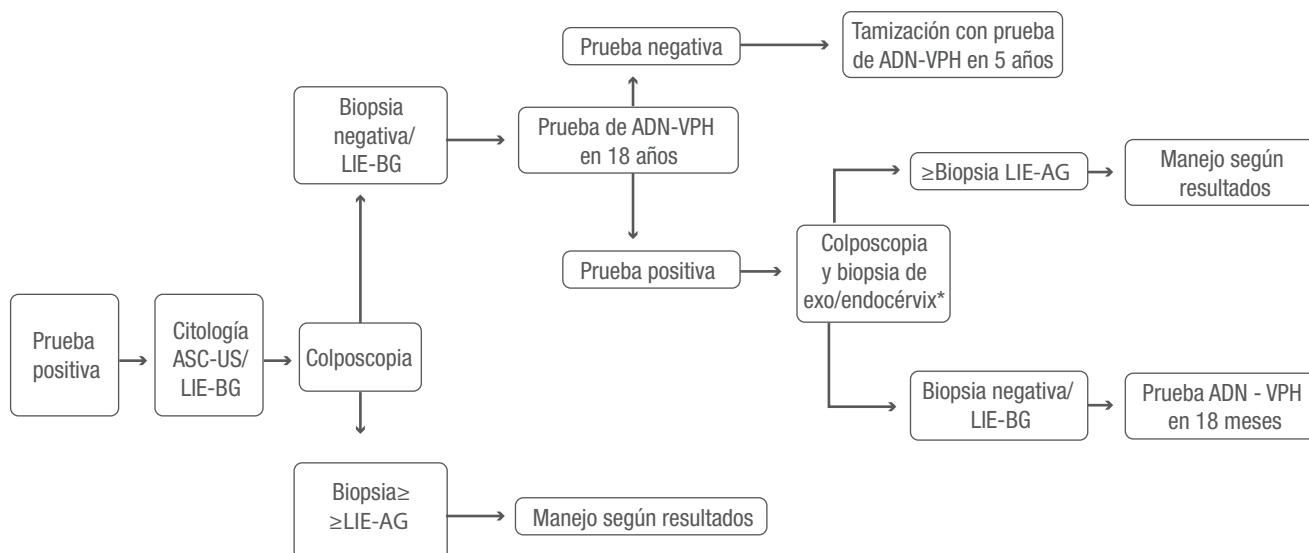 Prueba
positiva
Citología
ASC-US/
LIE-BG
Colposcopia
Biopsia
negativa/
LIE-BG
Prueba de ADN-VPH
en 18 años
Prueba negativa
Tamización con prueba
de ADN-VPH en 5 años
Prueba positiva
Colposcopia
y biopsia de
exo/endocérvix*
≥Biopsia LIE-AG
Manejo según
resultados
Biopsia negativa/
LIE-BG
Prueba ADN - VPH
en 18 meses
Biopsia≥
≥LIE-AG
Manejo según resultados